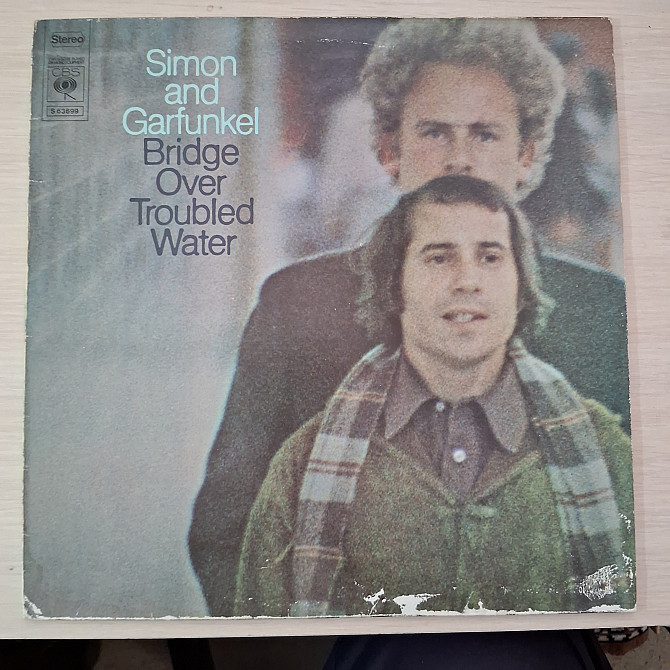 Stereo
CBS
S 63699
Simon
and
Garfunkel
Bridge
Over
Troubled
Water